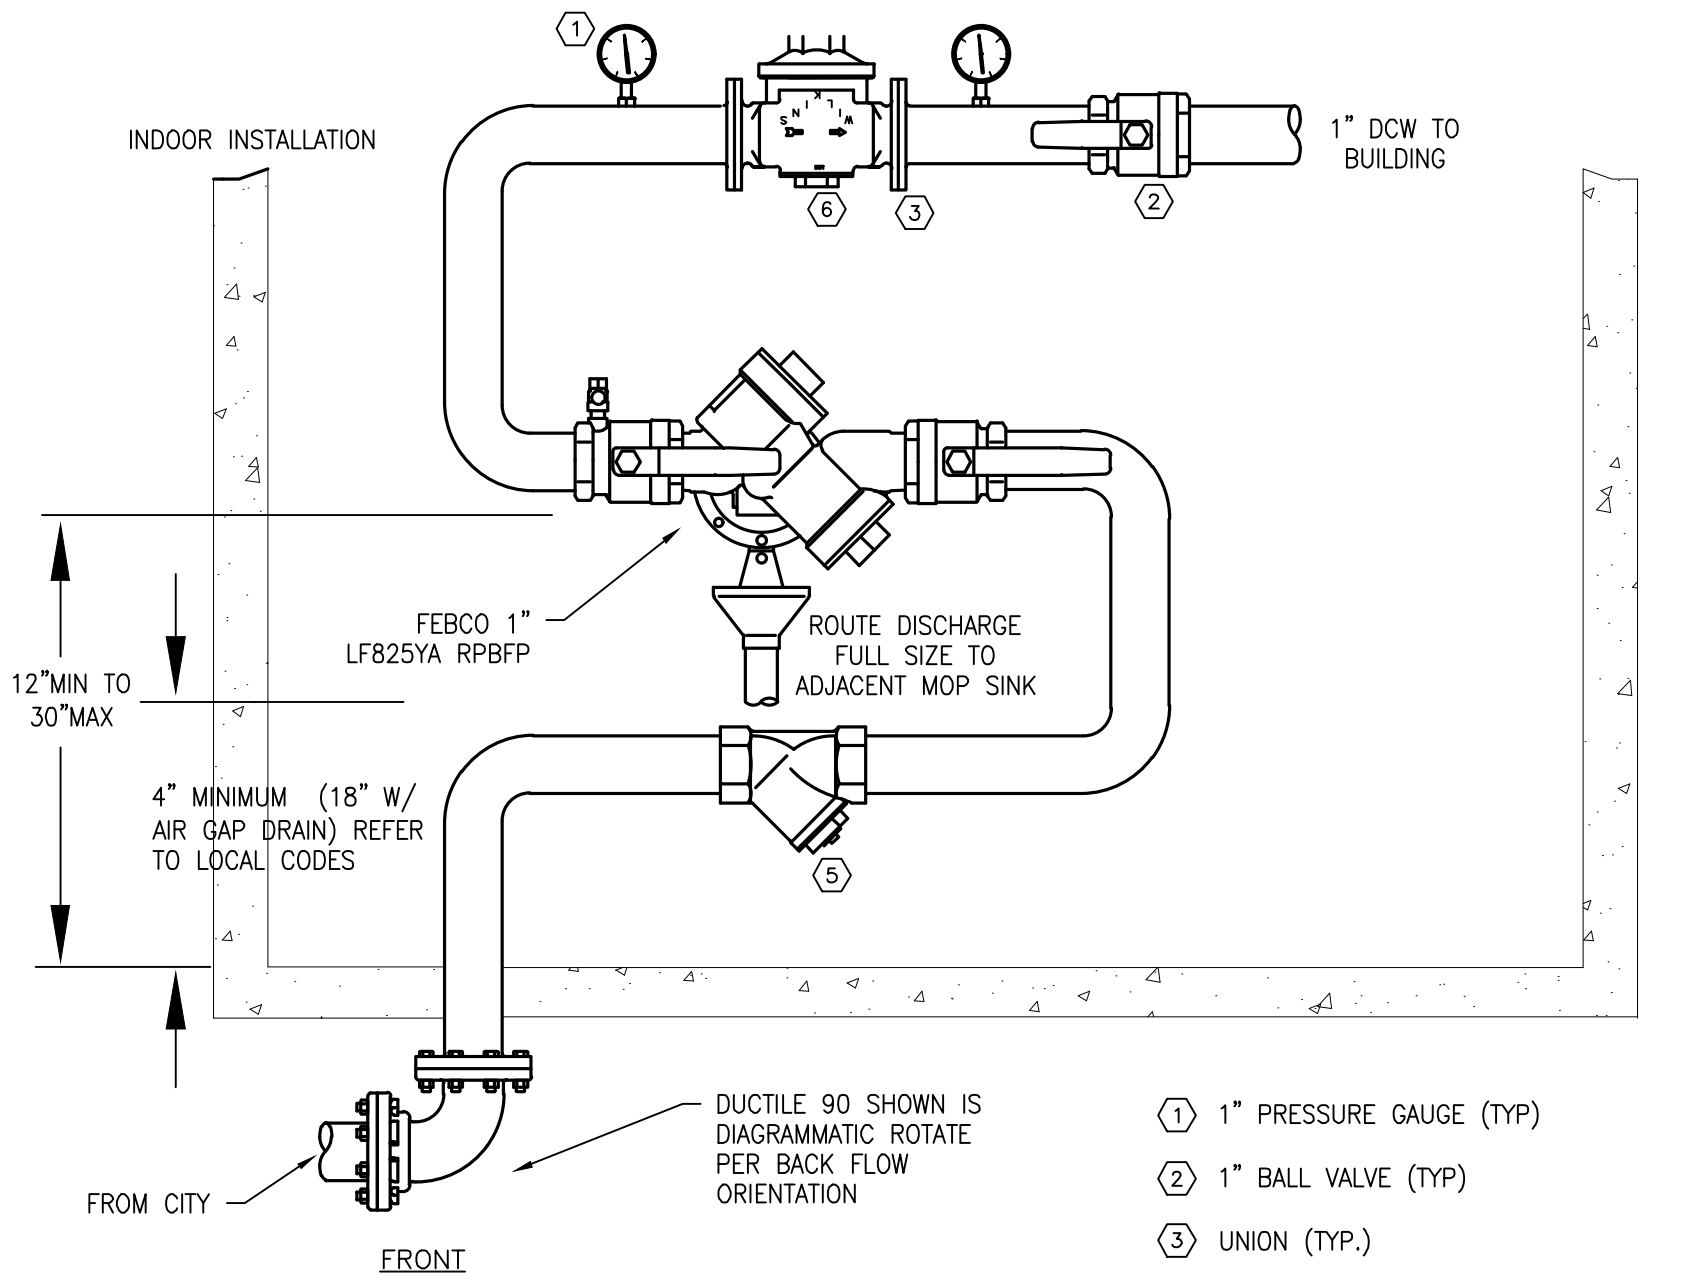 1
INDOOR INSTALLATION
WILKINS
1" DCW TO
BUILDING
6
3
2
FEBCO 1"
LF825YA RPBFP
ROUTE DISCHARGE
FULL SIZE TO
ADJACENT MOP SINK
12"MIN TO
30"MAX
4" MINIMUM (18" W/
AIR GAP DRAIN) REFER
TO LOCAL CODES
5
DUCTILE 90 SHOWN IS
DIAGRAMMATIC ROTATE
PER BACK FLOW
ORIENTATION
FROM CITY
FRONT
1 1" PRESSURE GAUGE (TYP)
2 1" BALL VALVE (TYP)
3 UNION (TYP.)